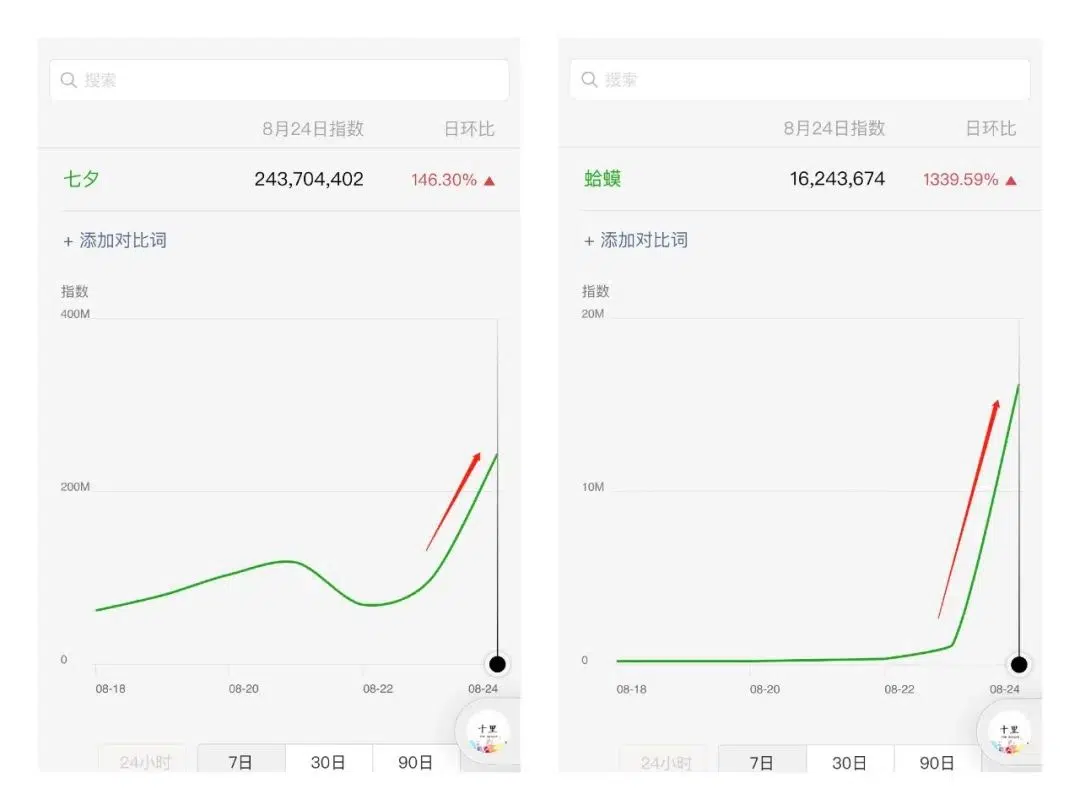 搜索
8月24日指数 日环比
七夕 243,704,402 146.30% ▲
+ 添加对比词
指数
400M
200M
0
08-18 08-20 08-22 08-24
十里
24小时 7日 30日 90日
搜索
8月24日指数 日环比
蛤蟆 16,243,674 1339.59% ▲
+ 添加对比词
指数
20M
10M
0
08-18 08-20 08-22 08-24
十里
24小时 7日 30日 90日